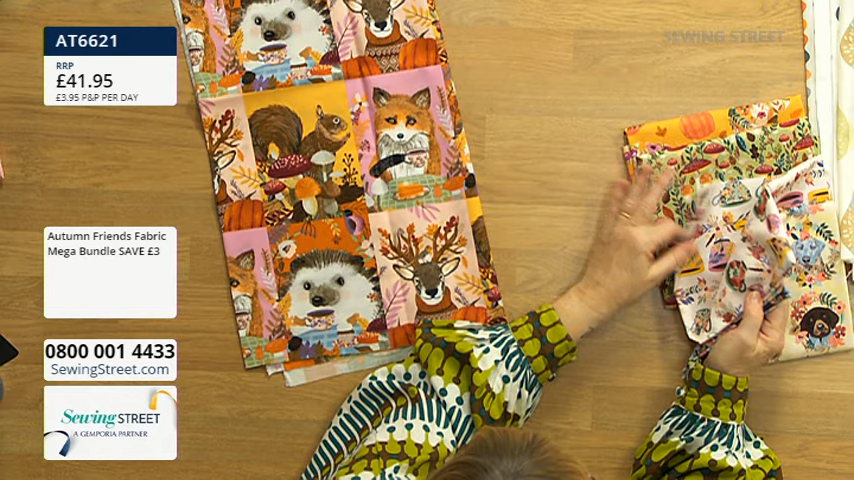 AT6621
RRP
£41.95
£3.95 P&P PER DAY
SEWING STREET
Autumn Friends Fabric
Mega Bundle SAVE £3
0800 001 4433
SewingStreet.com
Sewing STREET
A GEMPORIA PARTNER